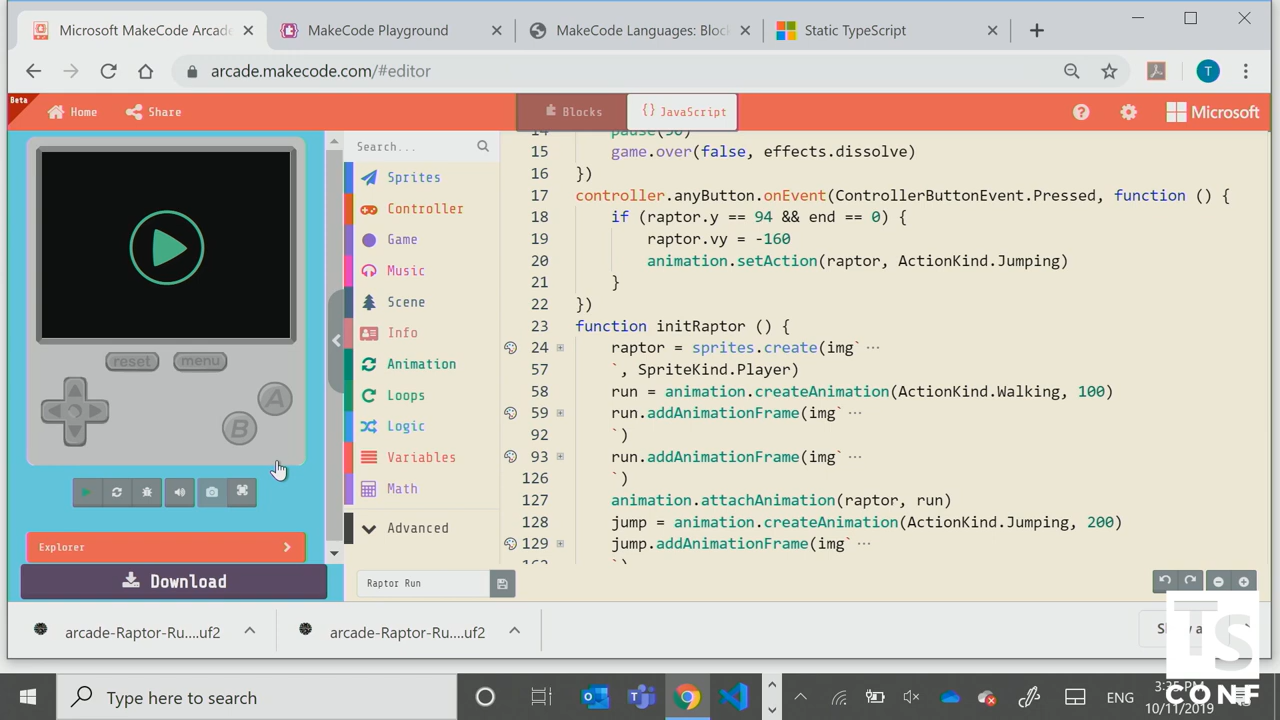 Microsoft MakeCode Arcade
MakeCode Playground
MakeCode Languages: Bloc
Static TypeScript
arcade.makecode.com/#editor
T
Beta
Home
Share
Blocks
{} JavaScript
Microsoft
Search...
Sprites
Controller
Game
Music
Scene
Info
Animation
Loops
Logic
Variables
Math
Advanced
reset
menu
A
B
Explorer
Download
14 pause(50)
15 game.over(false, effects.dissolve)
16 })
17 controller.anyButton.onEvent(ControllerButtonEvent.Pressed, function () {
18 if (raptor.y == 94 && end == 0) {
19 raptor.vy = -160
20 animation.setAction(raptor, ActionKind.Jumping)
21 }
22 })
23 function initRaptor () {
24 raptor = sprites.create(img` ···
57 `, SpriteKind.Player)
58 run = animation.createAnimation(ActionKind.Walking, 100)
59 run.addAnimationFrame(img` ···
92 `)
93 run.addAnimationFrame(img` ···
126 `)
127 animation.attachAnimation(raptor, run)
128 jump = animation.createAnimation(ActionKind.Jumping, 200)
129 jump.addAnimationFrame(img` ···
162 `)
Raptor Run
arcade-Raptor-Ru....uf2
arcade-Raptor-Ru....uf2
Show a
TS
CONF
Type here to search
ENG
10/11/2019